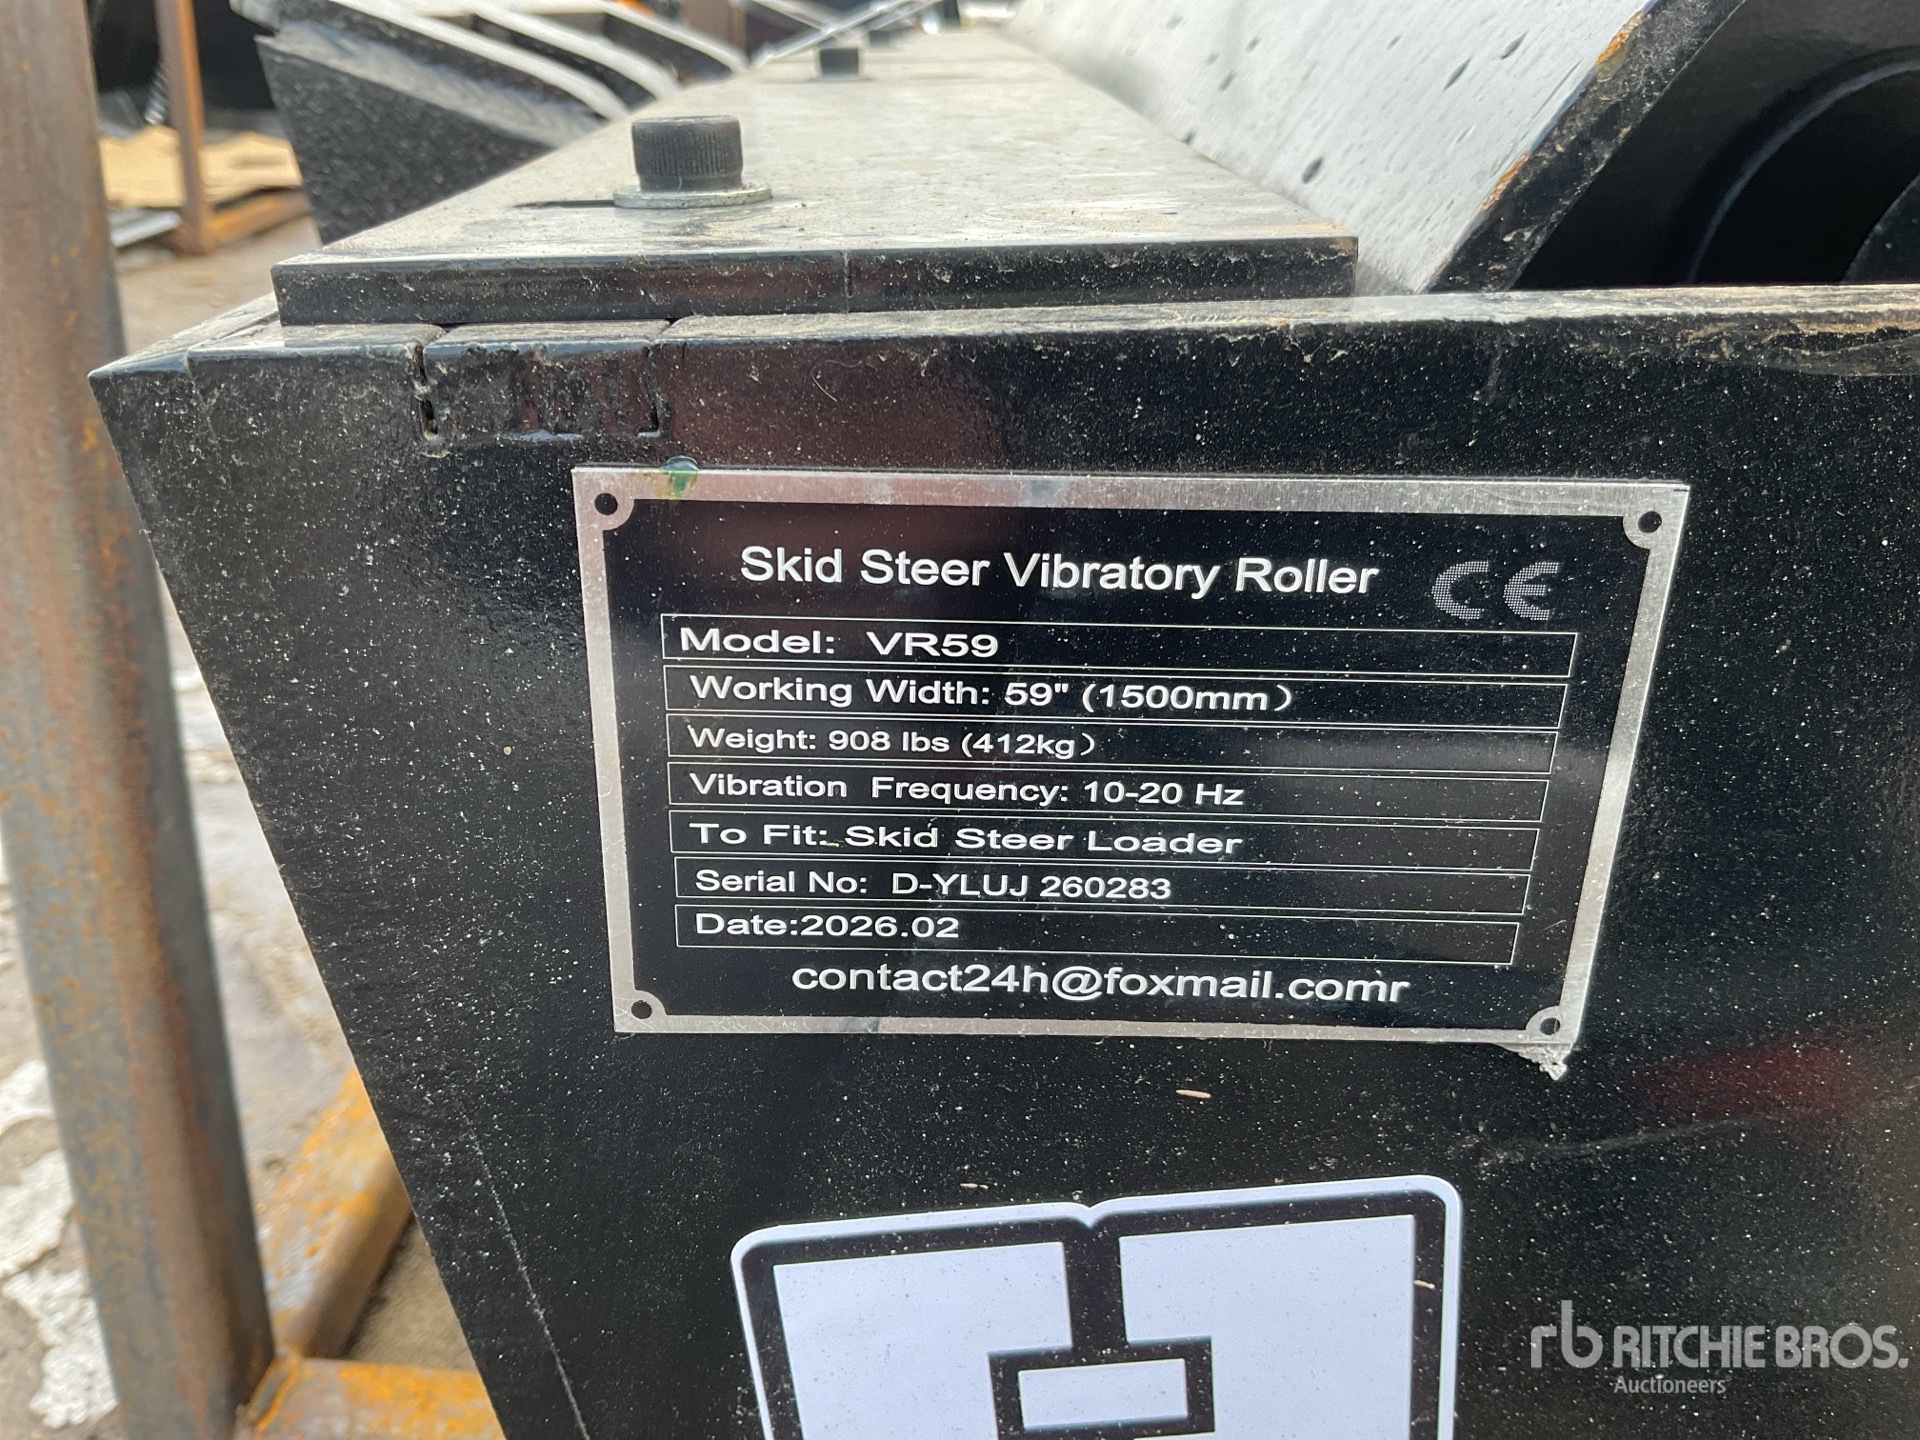 Skid Steer Vibratory Roller CE
Model: VR59
Working Width: 59" (1500mm)
Weight: 908 lbs (412kg)
Vibration Frequency: 10-20 Hz
To Fit: Skid Steer Loader
Serial No: D-YLUJ 260283
Date:2026.02
contact24h@foxmail.comr
rb RITCHIE BROS.
Auctioneers